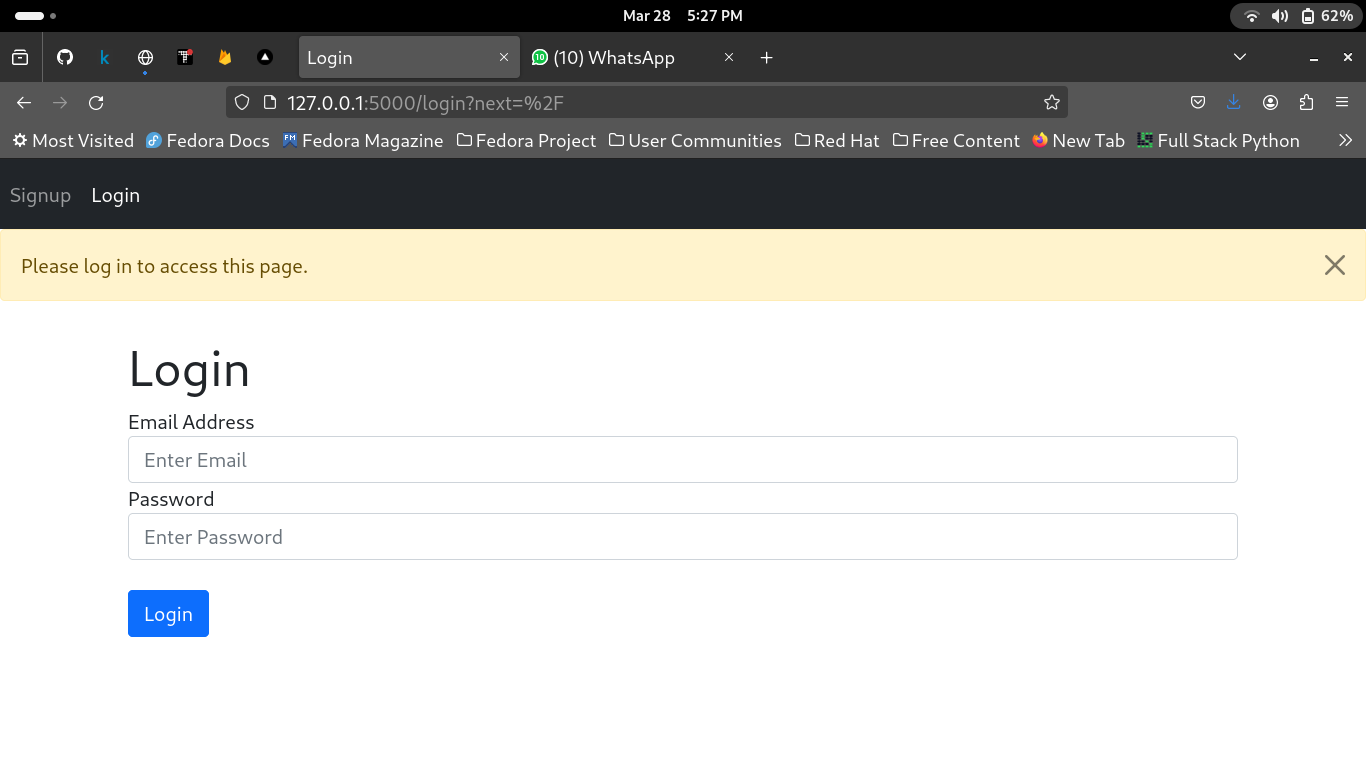 Mar 28 5:27 PM 62%
Login (10) WhatsApp
127.0.0.1:5000/login?next=%2F
Most Visited Fedora Docs Fedora Magazine Fedora Project User Communities Red Hat Free Content New Tab Full Stack Python
Signup Login
Please log in to access this page.
Login
Email Address
Enter Email
Password
Enter Password
Login